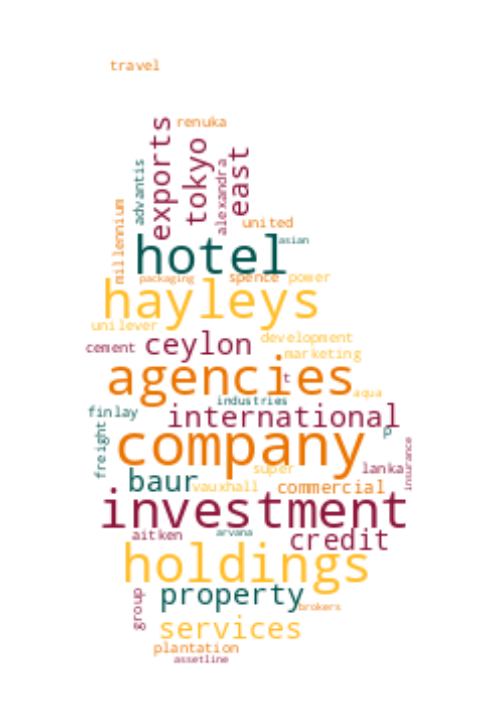 travel
exports
renuka
tokyo
east
advantis
alexandra
millennium
united
asian
hotel
packaging
spence
power
hayleys
unilever
cement
ceylon
development
marketing
t
agencies
aqua
industries
finlay
international
p
freight
company
insurance
super
lanka
baur
vauxhall
commercial
investment
aitken
arvana
credit
holdings
group
property
brokers
services
plantation
assetline